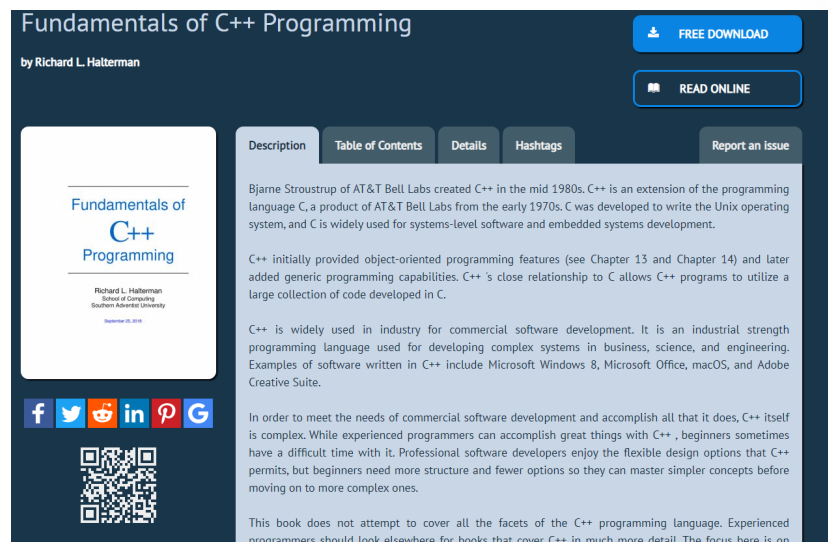 Fundamentals of C++ Programming
by Richard L. Halterman
FREE DOWNLOAD
READ ONLINE
Fundamentals of
C++
Programming
Richard L. Halterman
School of Computing
Southern Adventist University
September 25, 2018
Description
Table of Contents
Details
Hashtags
Report an issue
Bjarne Stroustrup of AT&T Bell Labs created C++ in the mid 1980s. C++ is an extension of the programming
language C, a product of AT&T Bell Labs from the early 1970s. C was developed to write the Unix operating
system, and C is widely used for systems-level software and embedded systems development.
C++ initially provided object-oriented programming features (see Chapter 13 and Chapter 14) and later
added generic programming capabilities. C++ 's close relationship to C allows C++ programs to utilize a
large collection of code developed in C.
C++ is widely used in industry for commercial software development. It is an industrial strength
programming language used for developing complex systems in business, science, and engineering.
Examples of software written in C++ include Microsoft Windows 8, Microsoft Office, macOS, and Adobe
Creative Suite.
In order to meet the needs of commercial software development and accomplish all that it does, C++ itself
is complex. While experienced programmers can accomplish great things with C++ , beginners sometimes
have a difficult time with it. Professional software developers enjoy the flexible design options that C++
permits, but beginners need more structure and fewer options so they can master simpler concepts before
moving on to more complex ones.
This book does not attempt to cover all the facets of the C++ programming language. Experienced
programmers should look elsewhere for books that cover C++ in much more detail. The focus here is on